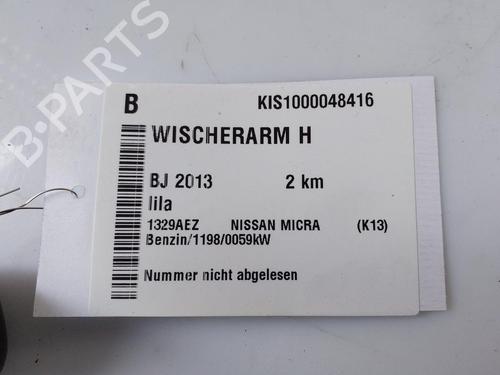 B KIS1000048416
WISCHERARM H
BJ 2013 2 km
lila
1329AEZ NISSAN MICRA (K13)
Benzin/1198/0059kW
Nummer nicht abgelesen
B-PARTS